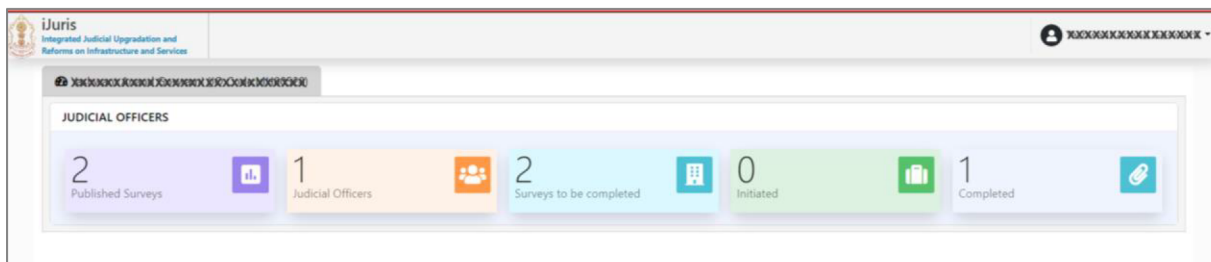 iJuris
Integrated Judicial Upgradation and
Reforms on Infrastructure and Services
XXXXXXXXXXXXXXXXX
JUDICIAL OFFICERS
2
Published Surveys
1
Judicial Officers
2
Surveys to be completed
0
Initiated
1
Completed